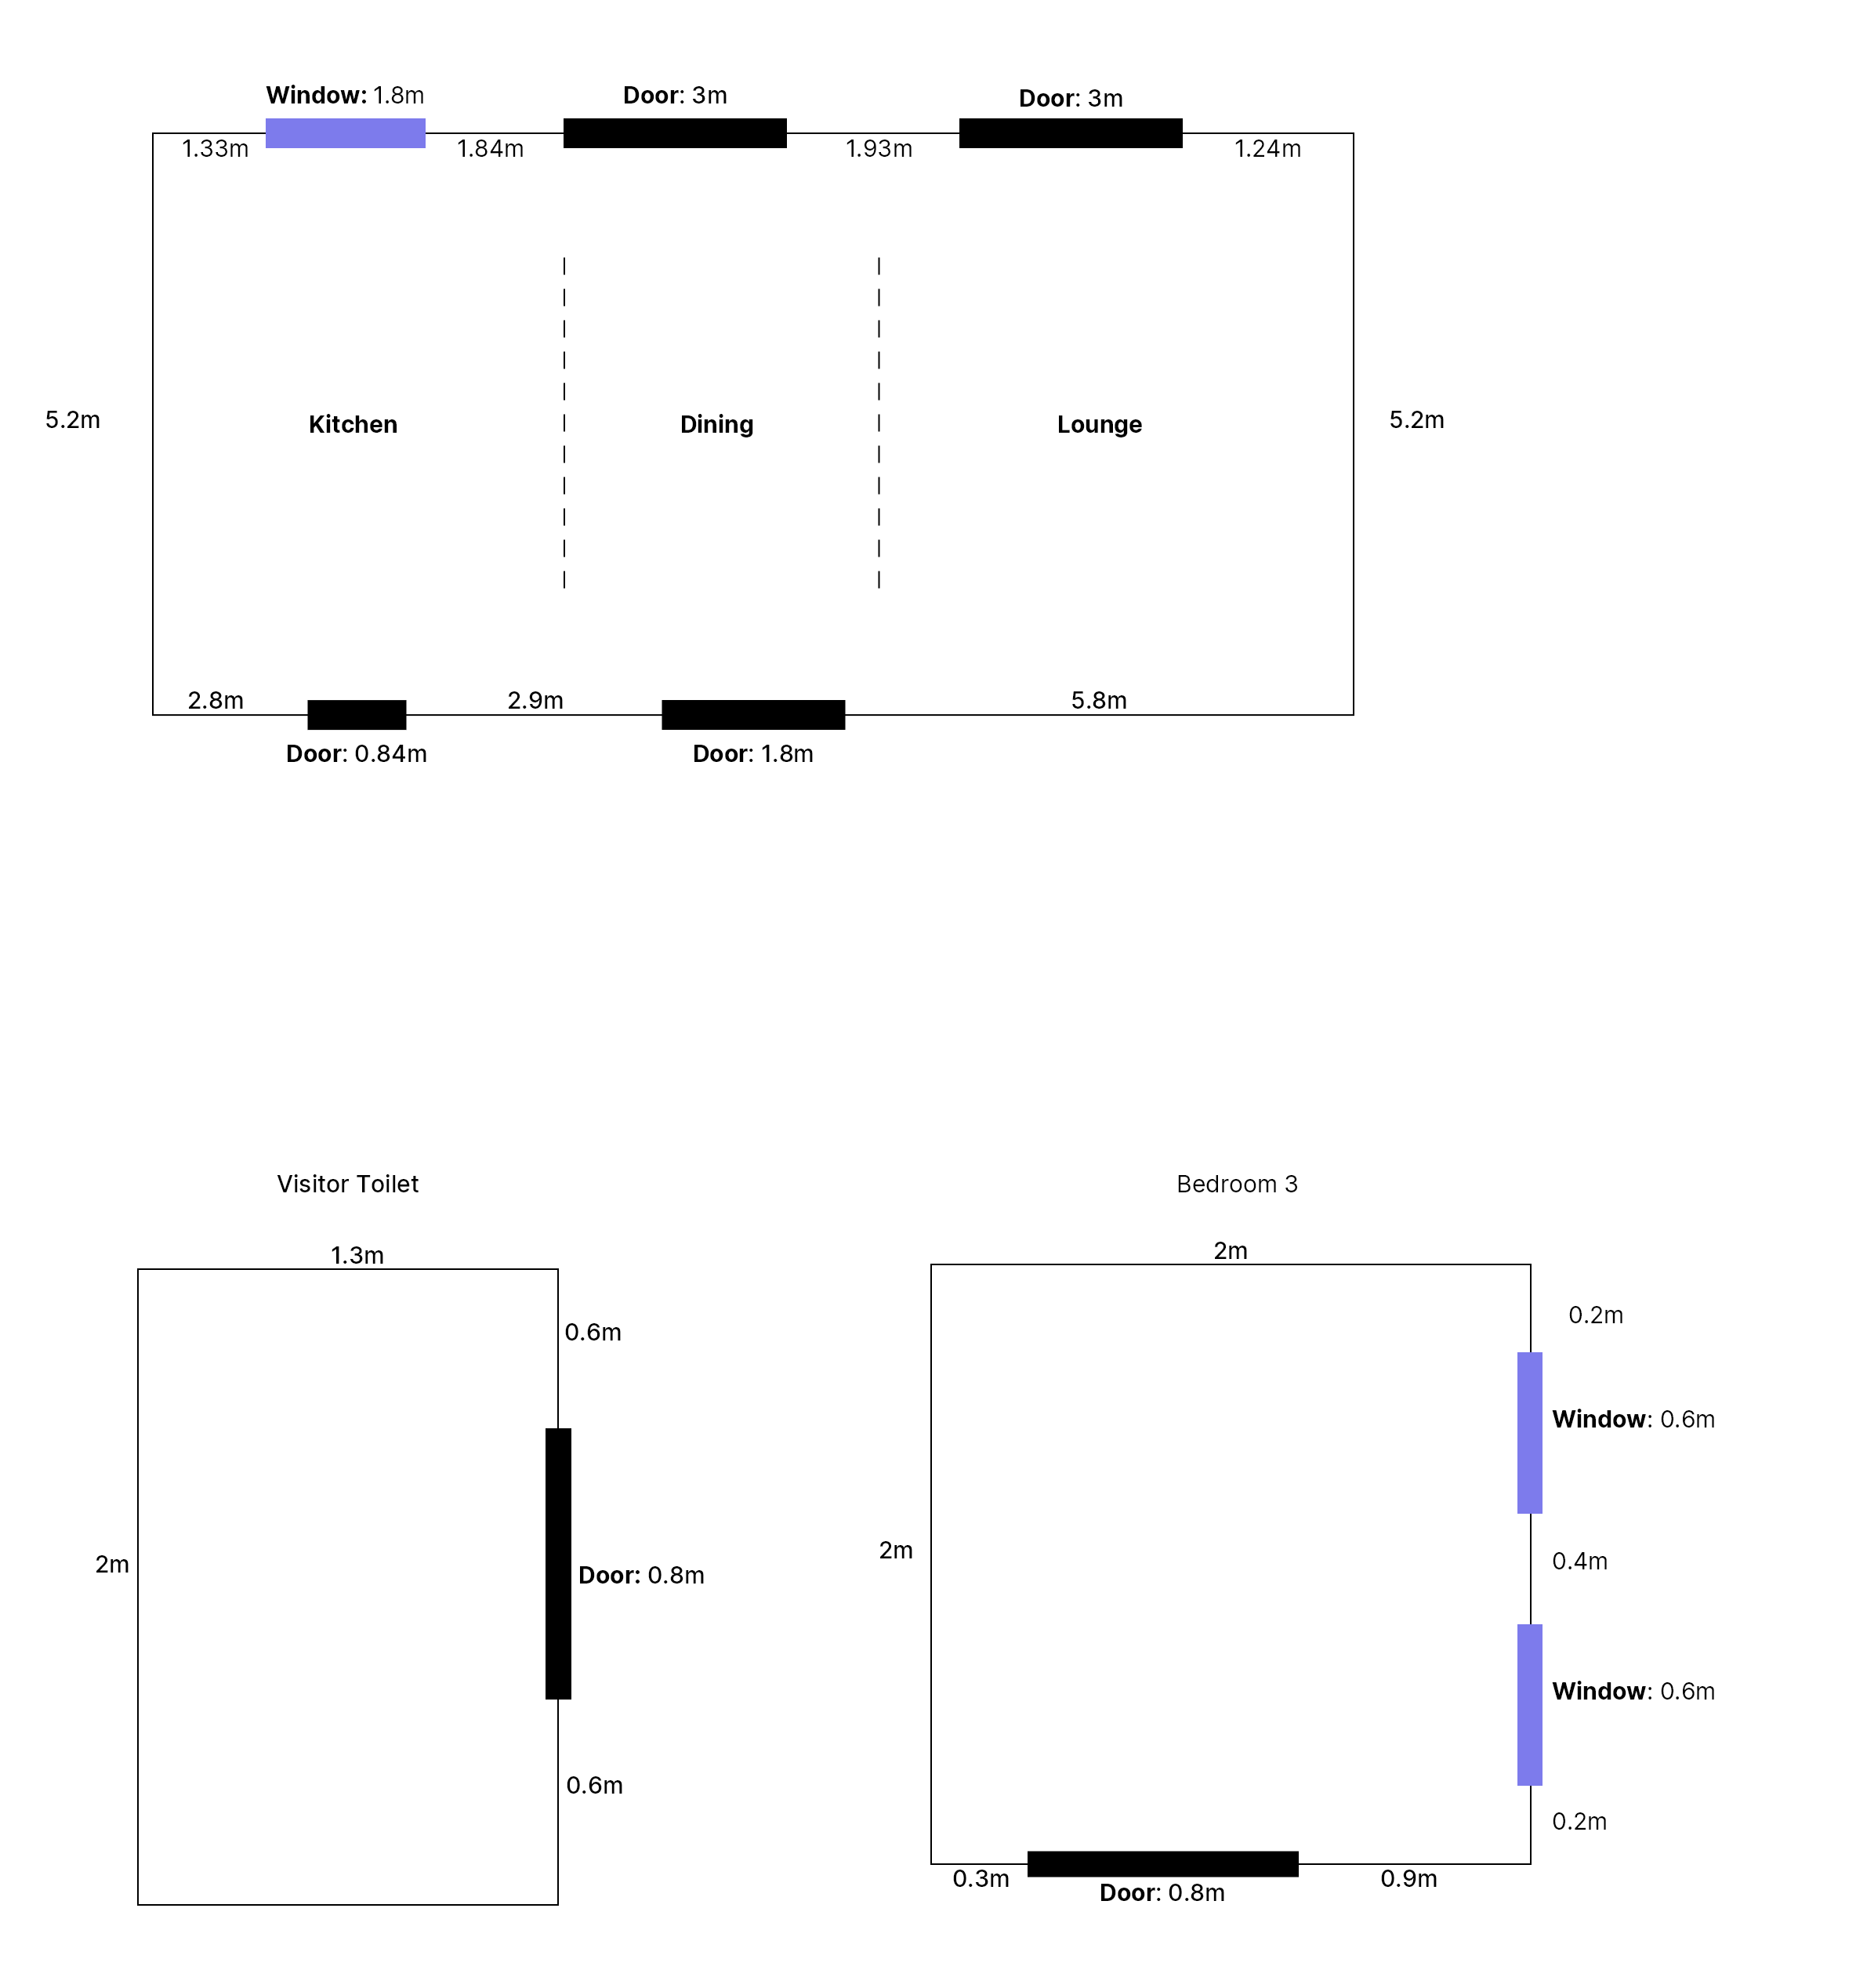 Window: 1.8m
Door: 3m
Door: 3m
1.33m
1.84m
1.93m
1.24m
5.2m
Kitchen
Dining
Lounge
5.2m
2.8m
2.9m
5.8m
Door: 0.84m
Door: 1.8m
Visitor Toilet
1.3m
0.6m
2m
Door: 0.8m
0.6m
Bedroom 3
2m
0.2m
Window: 0.6m
2m
0.4m
Window: 0.6m
0.2m
0.3m
Door: 0.8m
0.9m